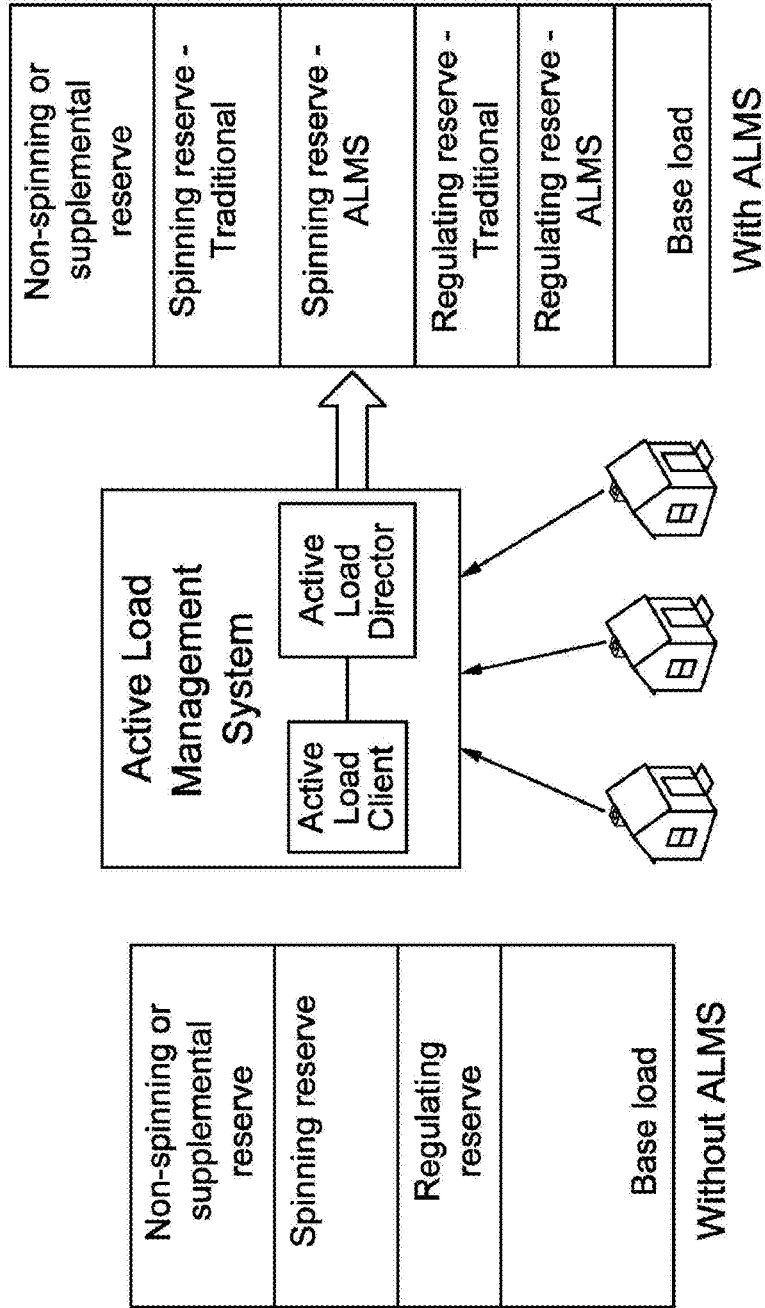 Non-spinning or
supplemental
reserve
Spinning reserve
Regulating
reserve
Base load
Without ALMS
Active Load
Management
System
Active
Load
Client
Active
Load
Director
Non-spinning or
supplemental
reserve
Spinning reserve -
Traditional
Spinning reserve -
ALMS
Regulating reserve -
Traditional
Regulating reserve -
ALMS
Base load
With ALMS